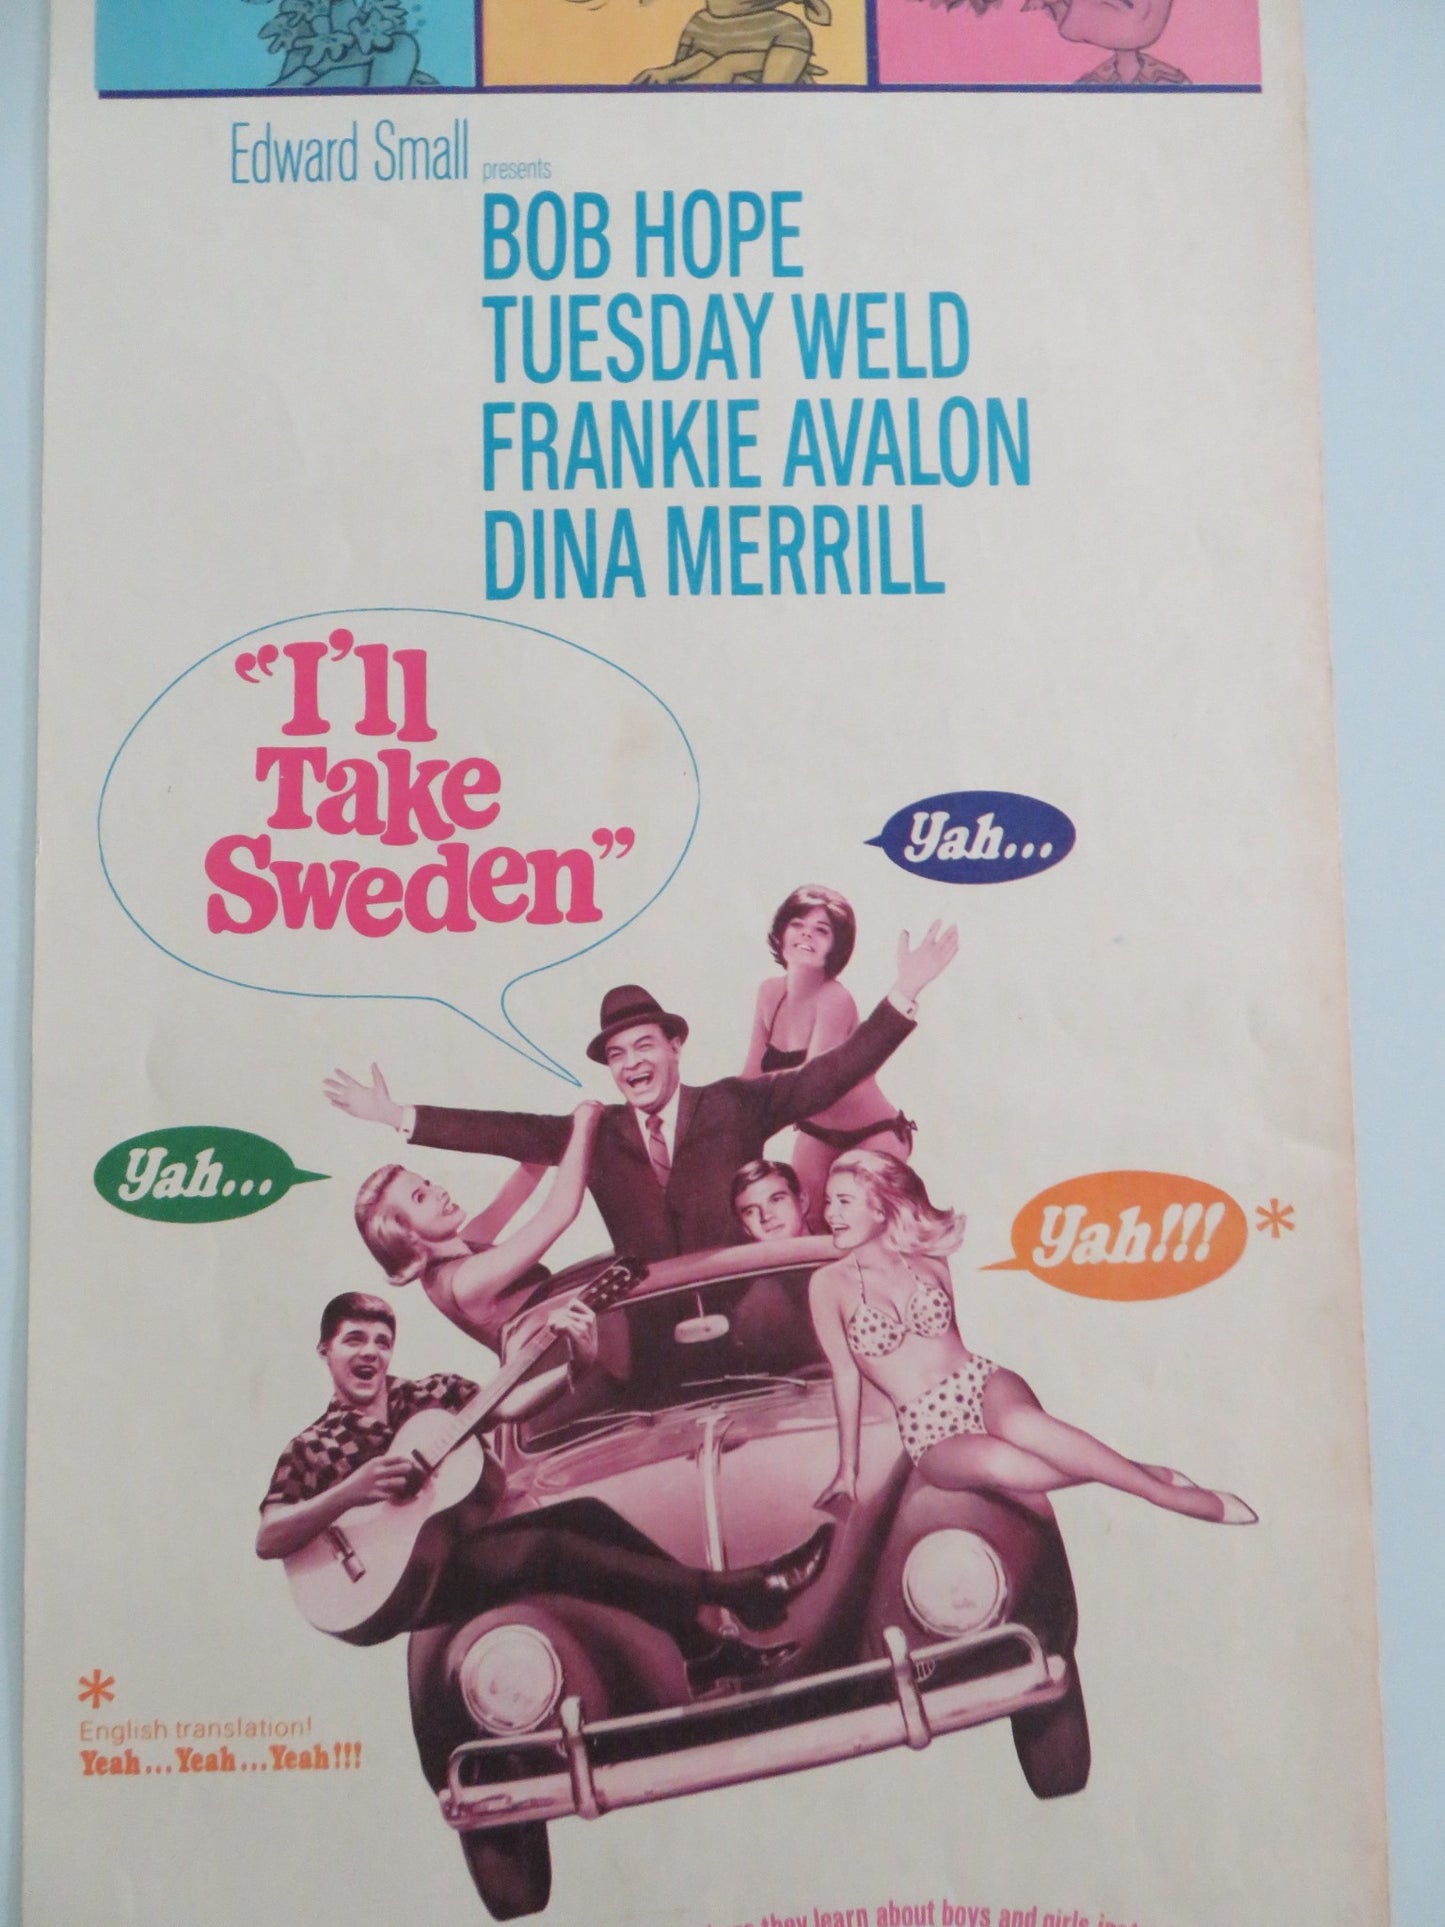 Edward Small presents
BOB HOPE
TUESDAY WELD
FRANKIE AVALON
DINA MERRILL
“I’ll
Take
Sweden”
Yah...
Yah...
Yah!!!*
*
English translation!
Yeah...Yeah...Yeah!!!
they learn about boys and girls